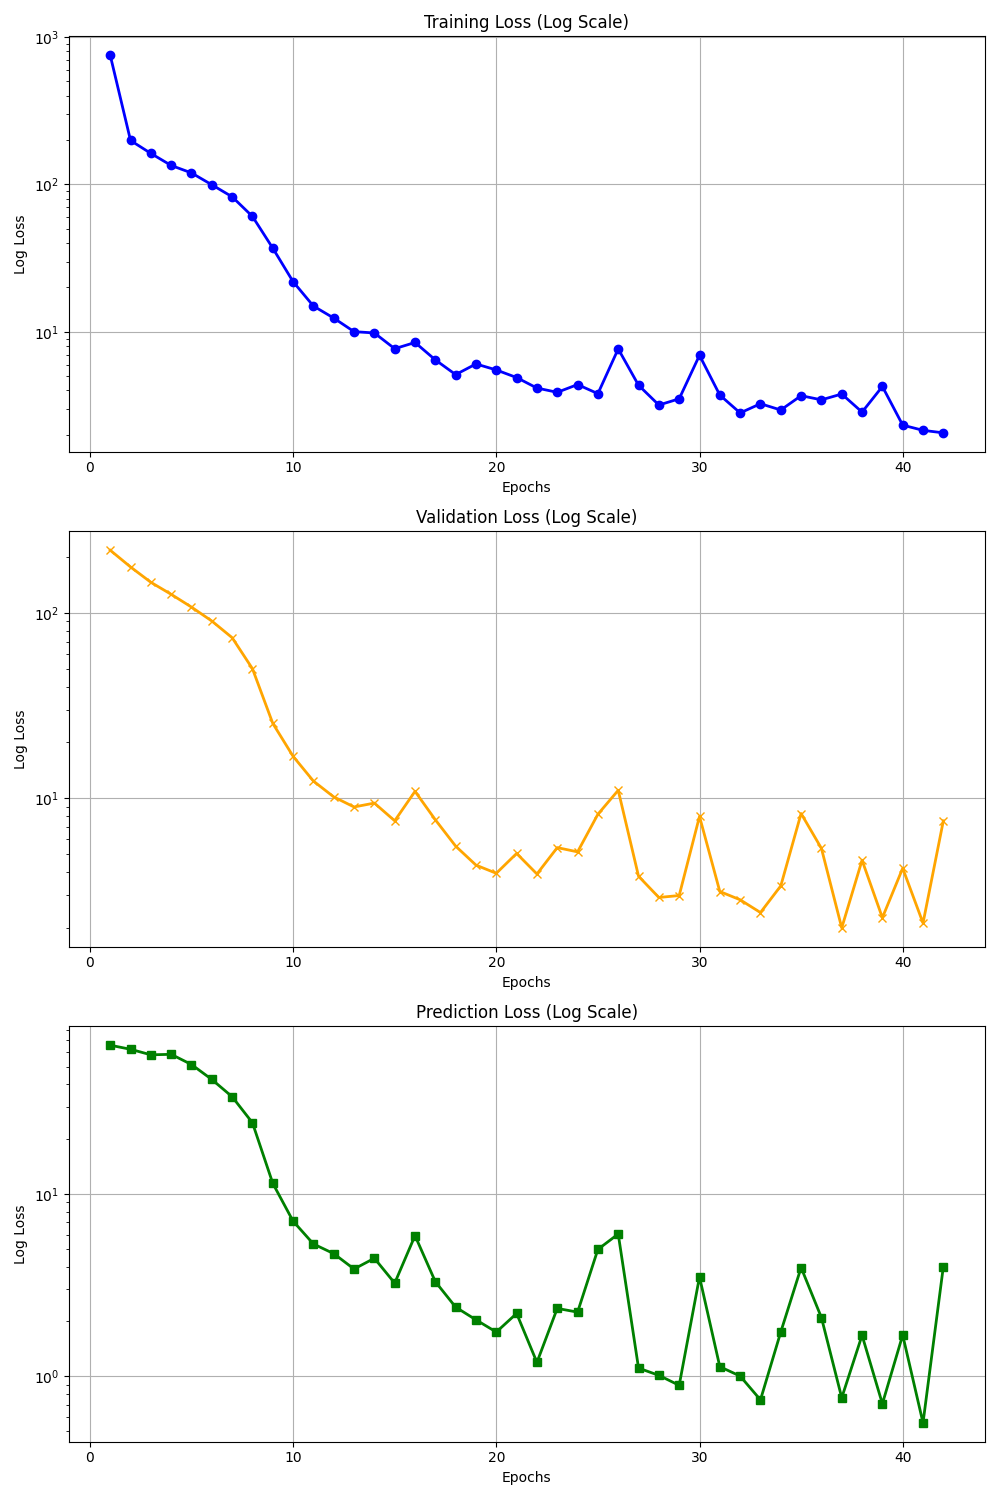 Training Loss (Log Scale)
10³
10²
10¹
Log Loss
0 10 20 30 40
Epochs
Validation Loss (Log Scale)
10²
10¹
Log Loss
0 10 20 30 40
Epochs
Prediction Loss (Log Scale)
10¹
10⁰
Log Loss
0 10 20 30 40
Epochs